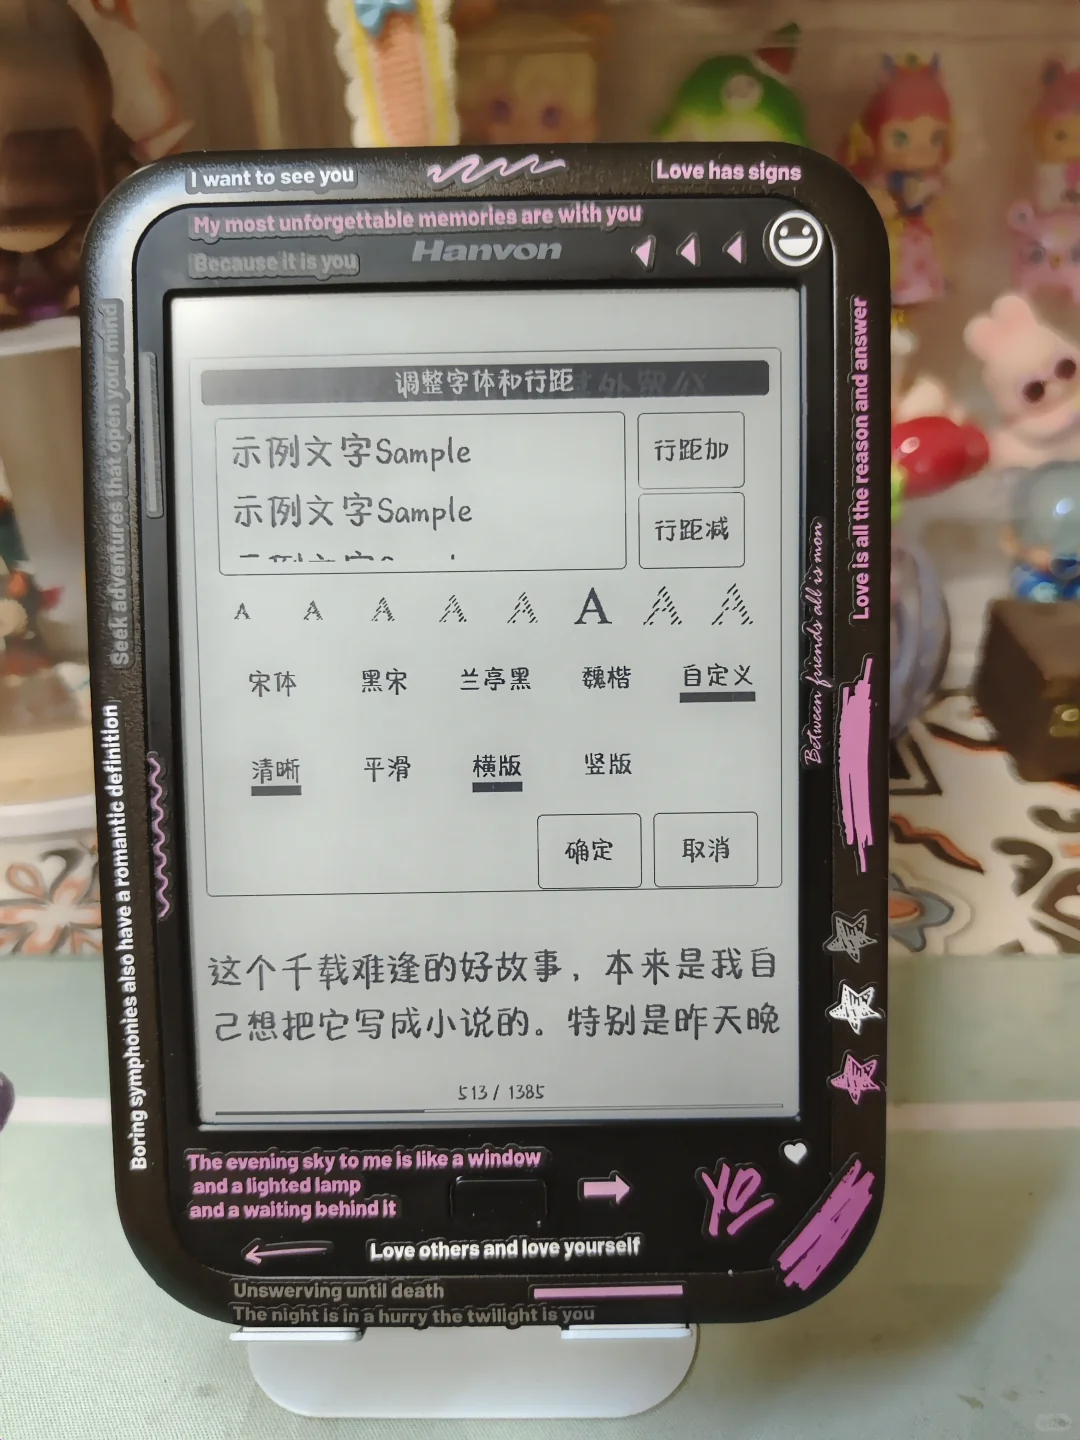 I want to see you
Love has signs
My most unforgettable memories are with you
Because it is you
Hanvon
Seek adventures that open your mind
Boring symphonies also have a romantic definition
Love is all the reason and answer
Between friends all is mon
调整字体和行距
示例文字Sample
行距加
示例文字Sample
行距减
A A A A A A A A
宋体 黑宋 兰亭黑 魏楷 自定义
清晰 平滑 横版 竖版
确定 取消
这个千载难逢的好故事，本来是我自
己想把它写成小说的。特别是昨天晚
513 / 1385
The evening sky to me is like a window
and a lighted lamp
and a waiting behind it
YO
Love others and love yourself
Unswerving until death
The night is in a hurry the twilight is you